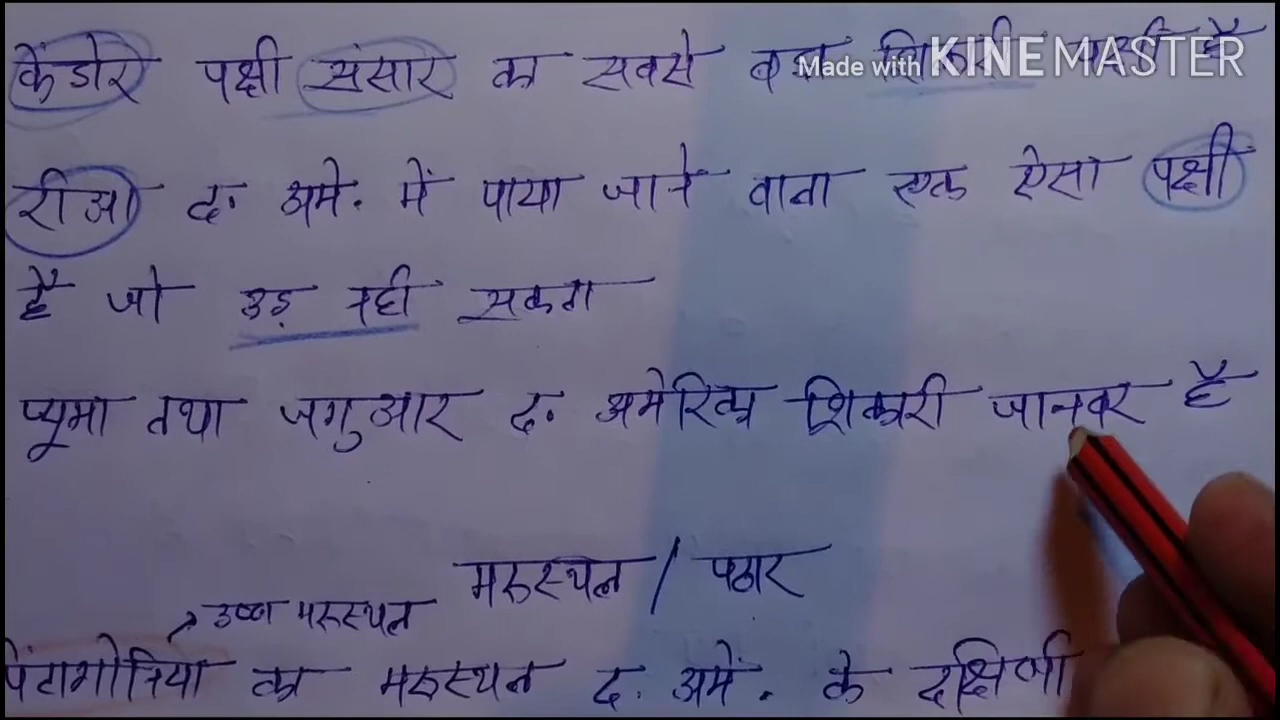 केंडोर पक्षी संसार का सबसे बड़ा शिकारी पक्षी है
Made with KINEMASTER
रीओ द. अमे. में पाया जाने वाला एक ऐसा पक्षी
है जो उड़ नही सकता
प्यूमा तथा जगुआर द. अमेरिका शिकारी जानवर है
मरुस्थल / पठार
उष्ण मरुस्थल
पेंटागोनिया का मरुस्थल द. अमें. के दक्षिणी